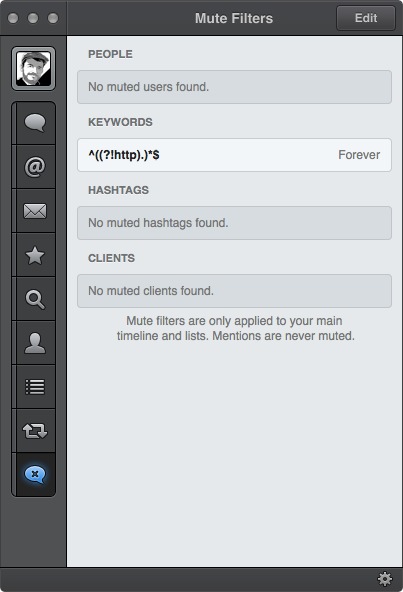 Mute Filters
Edit
PEOPLE
No muted users found.
KEYWORDS
^((?!http).)*$
Forever
HASHTAGS
No muted hashtags found.
CLIENTS
No muted clients found.
Mute filters are only applied to your main
timeline and lists. Mentions are never muted.